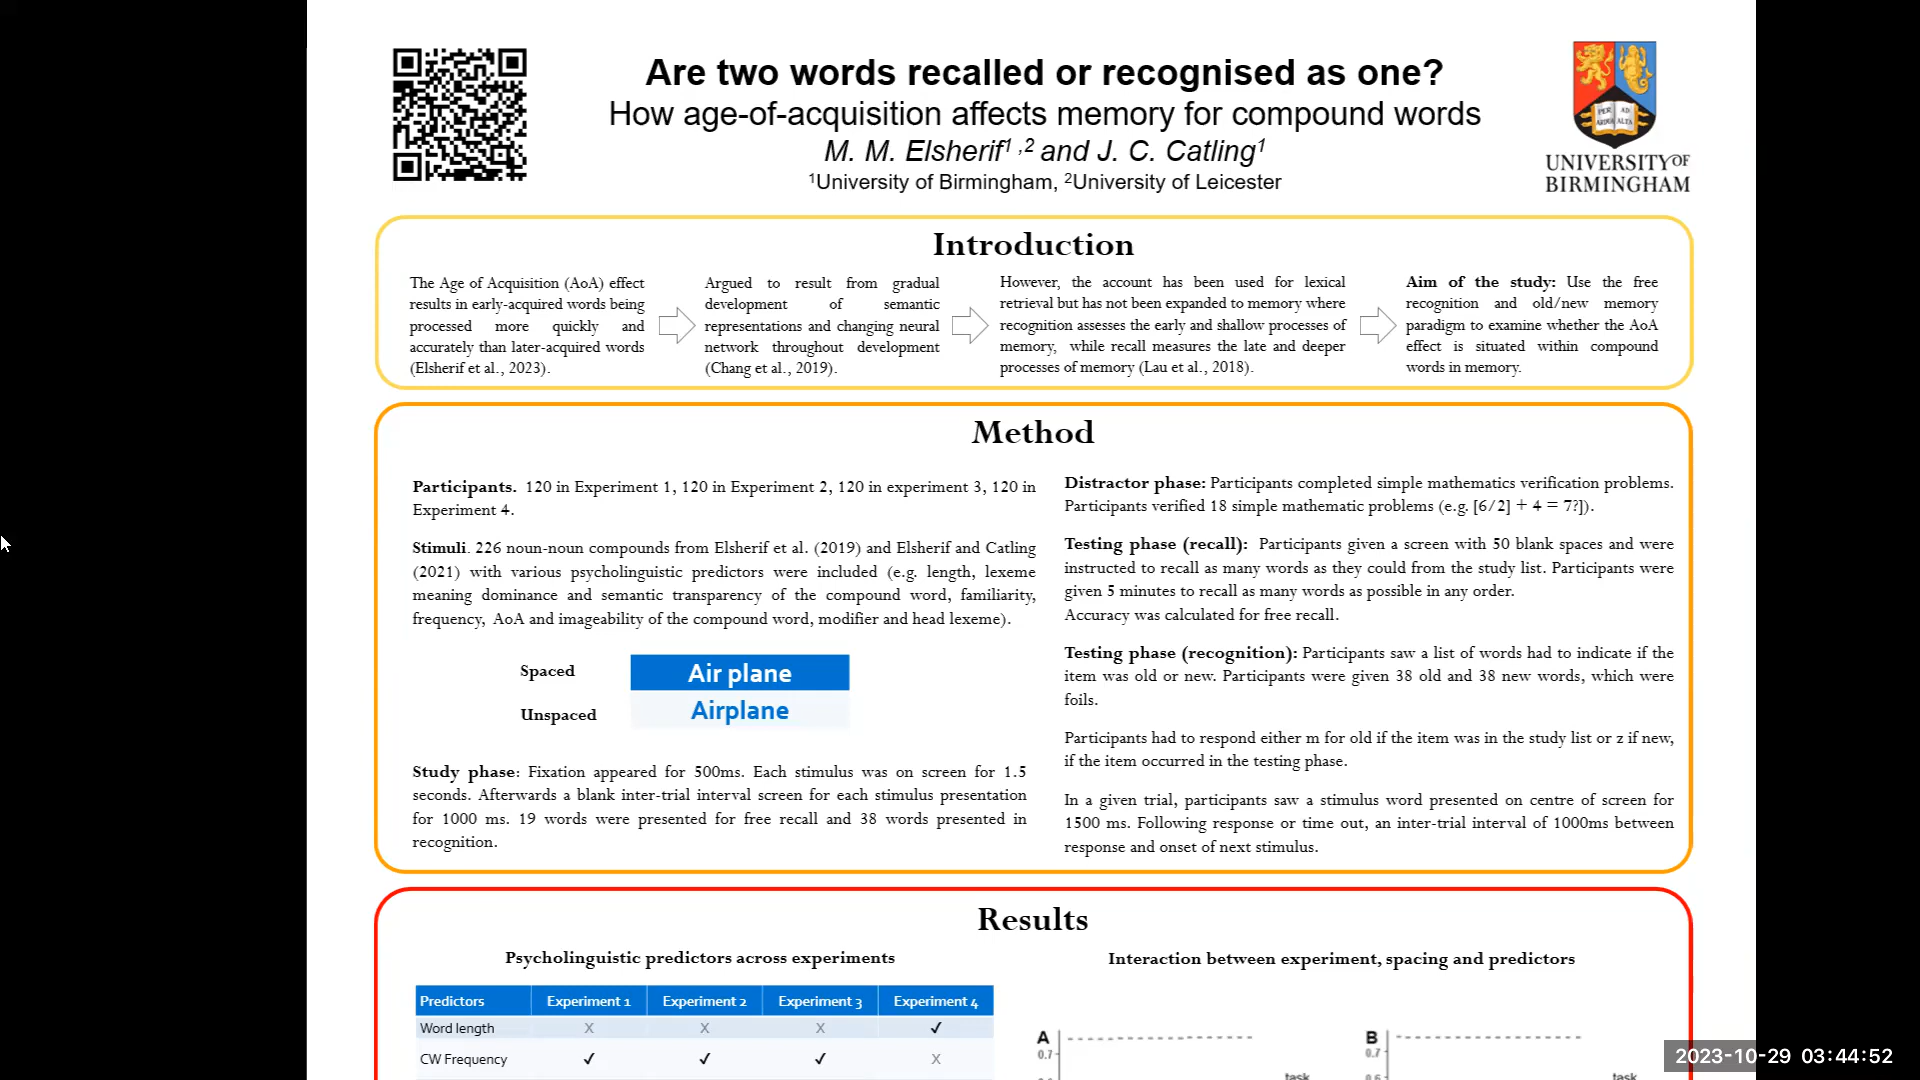 Are two words recalled or recognised as one?
How age-of-acquisition affects memory for compound words
M. M. Elsherif1 ,2 and J. C. Catling1
1University of Birmingham, 2University of Leicester
PER AD
ARDUA ALTA
UNIVERSITYOF
BIRMINGHAM
Introduction
The Age of Acquisition (AoA) effect
results in early-acquired words being
processed more quickly and
accurately than later-acquired words
(Elsherif et al., 2023).
Argued to result from gradual
development of semantic
representations and changing neural
network throughout development
(Chang et al., 2019).
However, the account has been used for lexical
retrieval but has not been expanded to memory where
recognition assesses the early and shallow processes of
memory, while recall measures the late and deeper
processes of memory (Lau et al., 2018).
Aim of the study: Use the free
recognition and old/new memory
paradigm to examine whether the AoA
effect is situated within compound
words in memory.
Method
Participants. 120 in Experiment 1, 120 in Experiment 2, 120 in experiment 3, 120 in
Experiment 4.
Stimuli. 226 noun-noun compounds from Elsherif et al. (2019) and Elsherif and Catling
(2021) with various psycholinguistic predictors were included (e.g. length, lexeme
meaning dominance and semantic transparency of the compound word, familiarity,
frequency, AoA and imageability of the compound word, modifier and head lexeme).
Spaced Air plane
Unspaced Airplane
Study phase: Fixation appeared for 500ms. Each stimulus was on screen for 1.5
seconds. Afterwards a blank inter-trial interval screen for each stimulus presentation
for 1000 ms. 19 words were presented for free recall and 38 words presented in
recognition.
Distractor phase: Participants completed simple mathematics verification problems.
Participants verified 18 simple mathematic problems (e.g. [6/2] + 4 = 7?]).
Testing phase (recall): Participants given a screen with 50 blank spaces and were
instructed to recall as many words as they could from the study list. Participants were
given 5 minutes to recall as many words as possible in any order.
Accuracy was calculated for free recall.
Testing phase (recognition): Participants saw a list of words had to indicate if the
item was old or new. Participants were given 38 old and 38 new words, which were
foils.
Participants had to respond either m for old if the item was in the study list or z if new,
if the item occurred in the testing phase.
In a given trial, participants saw a stimulus word presented on centre of screen for
1500 ms. Following response or time out, an inter-trial interval of 1000ms between
response and onset of next stimulus.
Results
Psycholinguistic predictors across experiments
Predictors Experiment 1 Experiment 2 Experiment 3 Experiment 4
Word length X X X ✓
CW Frequency ✓ ✓ ✓ X
Interaction between experiment, spacing and predictors
A
0.7
task
B
0.7
0.6
task
2023-10-29 03:44:52